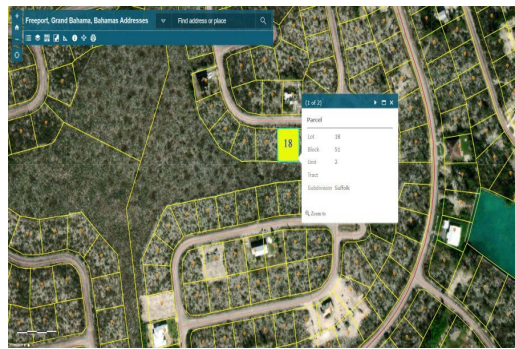 Freeport, Grand Bahama, Bahamas Addresses
Find address or place
(1 of 2)
Parcel
Lot 18
Block 51
Unit 2
Tract
Subdivision Suffolk
Zoom to
18